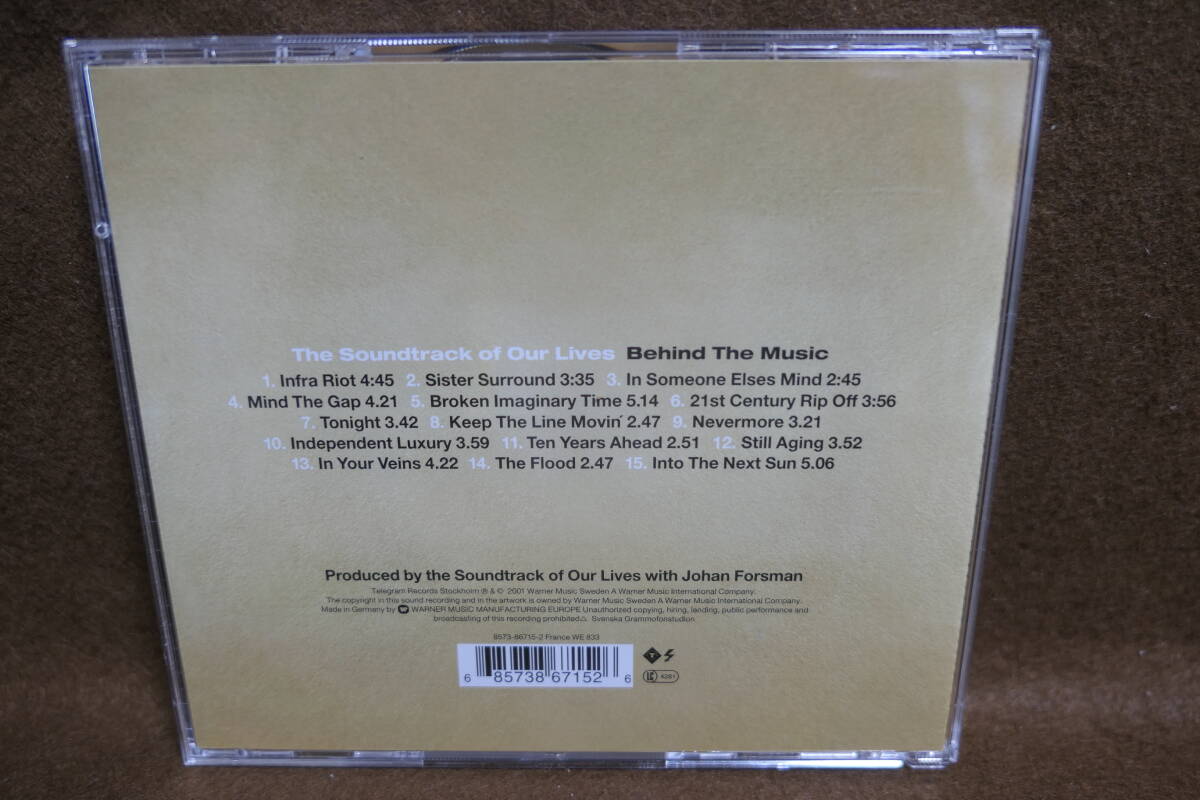 The Soundtrack of Our Lives Behind The Music
1. Infra Riot 4:45 2. Sister Surround 3:35 3. In Someone Elses Mind 2:45
4. Mind The Gap 4.21 5. Broken Imaginary Time 5.14 6. 21st Century Rip Off 3:56
7. Tonight 3.42 8. Keep The Line Movin' 2.47 9. Nevermore 3.21
10. Independent Luxury 3.59 11. Ten Years Ahead 2.51 12. Still Aging 3.52
13. In Your Veins 4.22 14. The Flood 2.47 15. Into The Next Sun 5.06
Produced by the Soundtrack of Our Lives with Johan Forsman
Telegram Records Stockholm ℗ & © 2001 Warner Music Sweden A Warner Music International Company.
The copyright in this sound recording and in the artwork is owned by Warner Music Sweden A Warner Music International Company.
Made in Germany by WARNER MUSIC MANUFACTURING EUROPE Unauthorized copying, hiring, lending, public performance and
broadcasting of this recording prohibited. Svenska Grammofonstudion
8573-86715-2 France WE 833
6 85738 67152 6
LC 4281